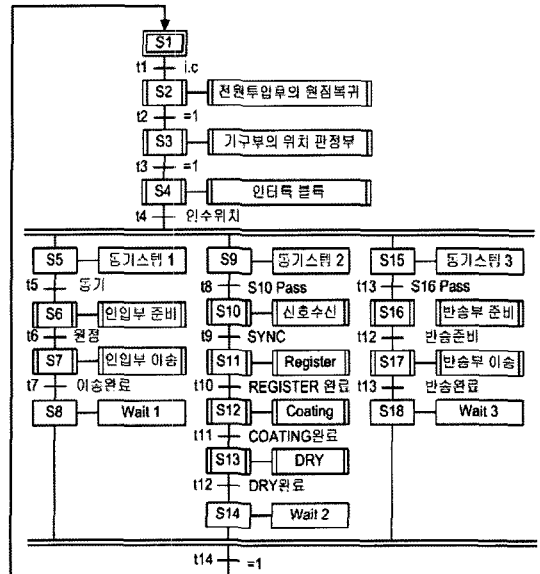 S1
t1 i.c
S2 전원투입후의 원점복귀
t2 =1
S3 기구부의 위치 판정부
t3 =1
S4 인터록 블록
t4 인수위치
S5 동기스텝 1
t5 동기
S6 인입부 준비
t6 원점
S7 인입부 이송
t7 이송완료
S8 Wait 1
S9 동기스텝 2
t8 S10 Pass
S10 신호수신
t9 SYNC
S11 Register
t10 REGISTER 완료
S12 Coating
t11 COATING완료
S13 DRY
t12 DRY완료
S14 Wait 2
S15 동기스텝 3
t13 S16 Pass
S16 반송부 준비
t12 반송준비
S17 반송부 이송
t13 반송완료
S18 Wait 3
t14 =1